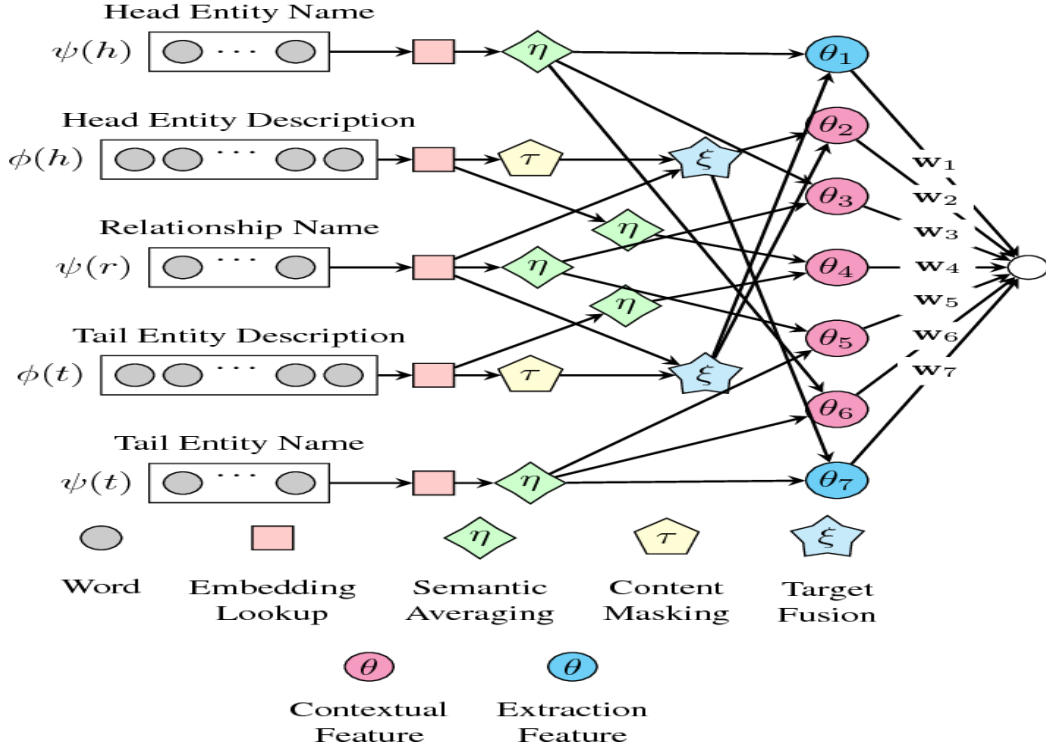 Head Entity Name
ψ(h) ··· η θ₁
Head Entity Description
θ₂
ϕ(h) ··· τ ξ w₁
θ₃ w₂
Relationship Name η w₃
ψ(r) ··· η θ₄ w₄
η w₅
Tail Entity Description θ₅ w₆
ϕ(t) ··· τ ξ w₇
θ₆
Tail Entity Name
ψ(t) ··· η θ₇
η τ ξ
Word Embedding Semantic Content Target
Lookup Averaging Masking Fusion
θ θ
Contextual Extraction
Feature Feature